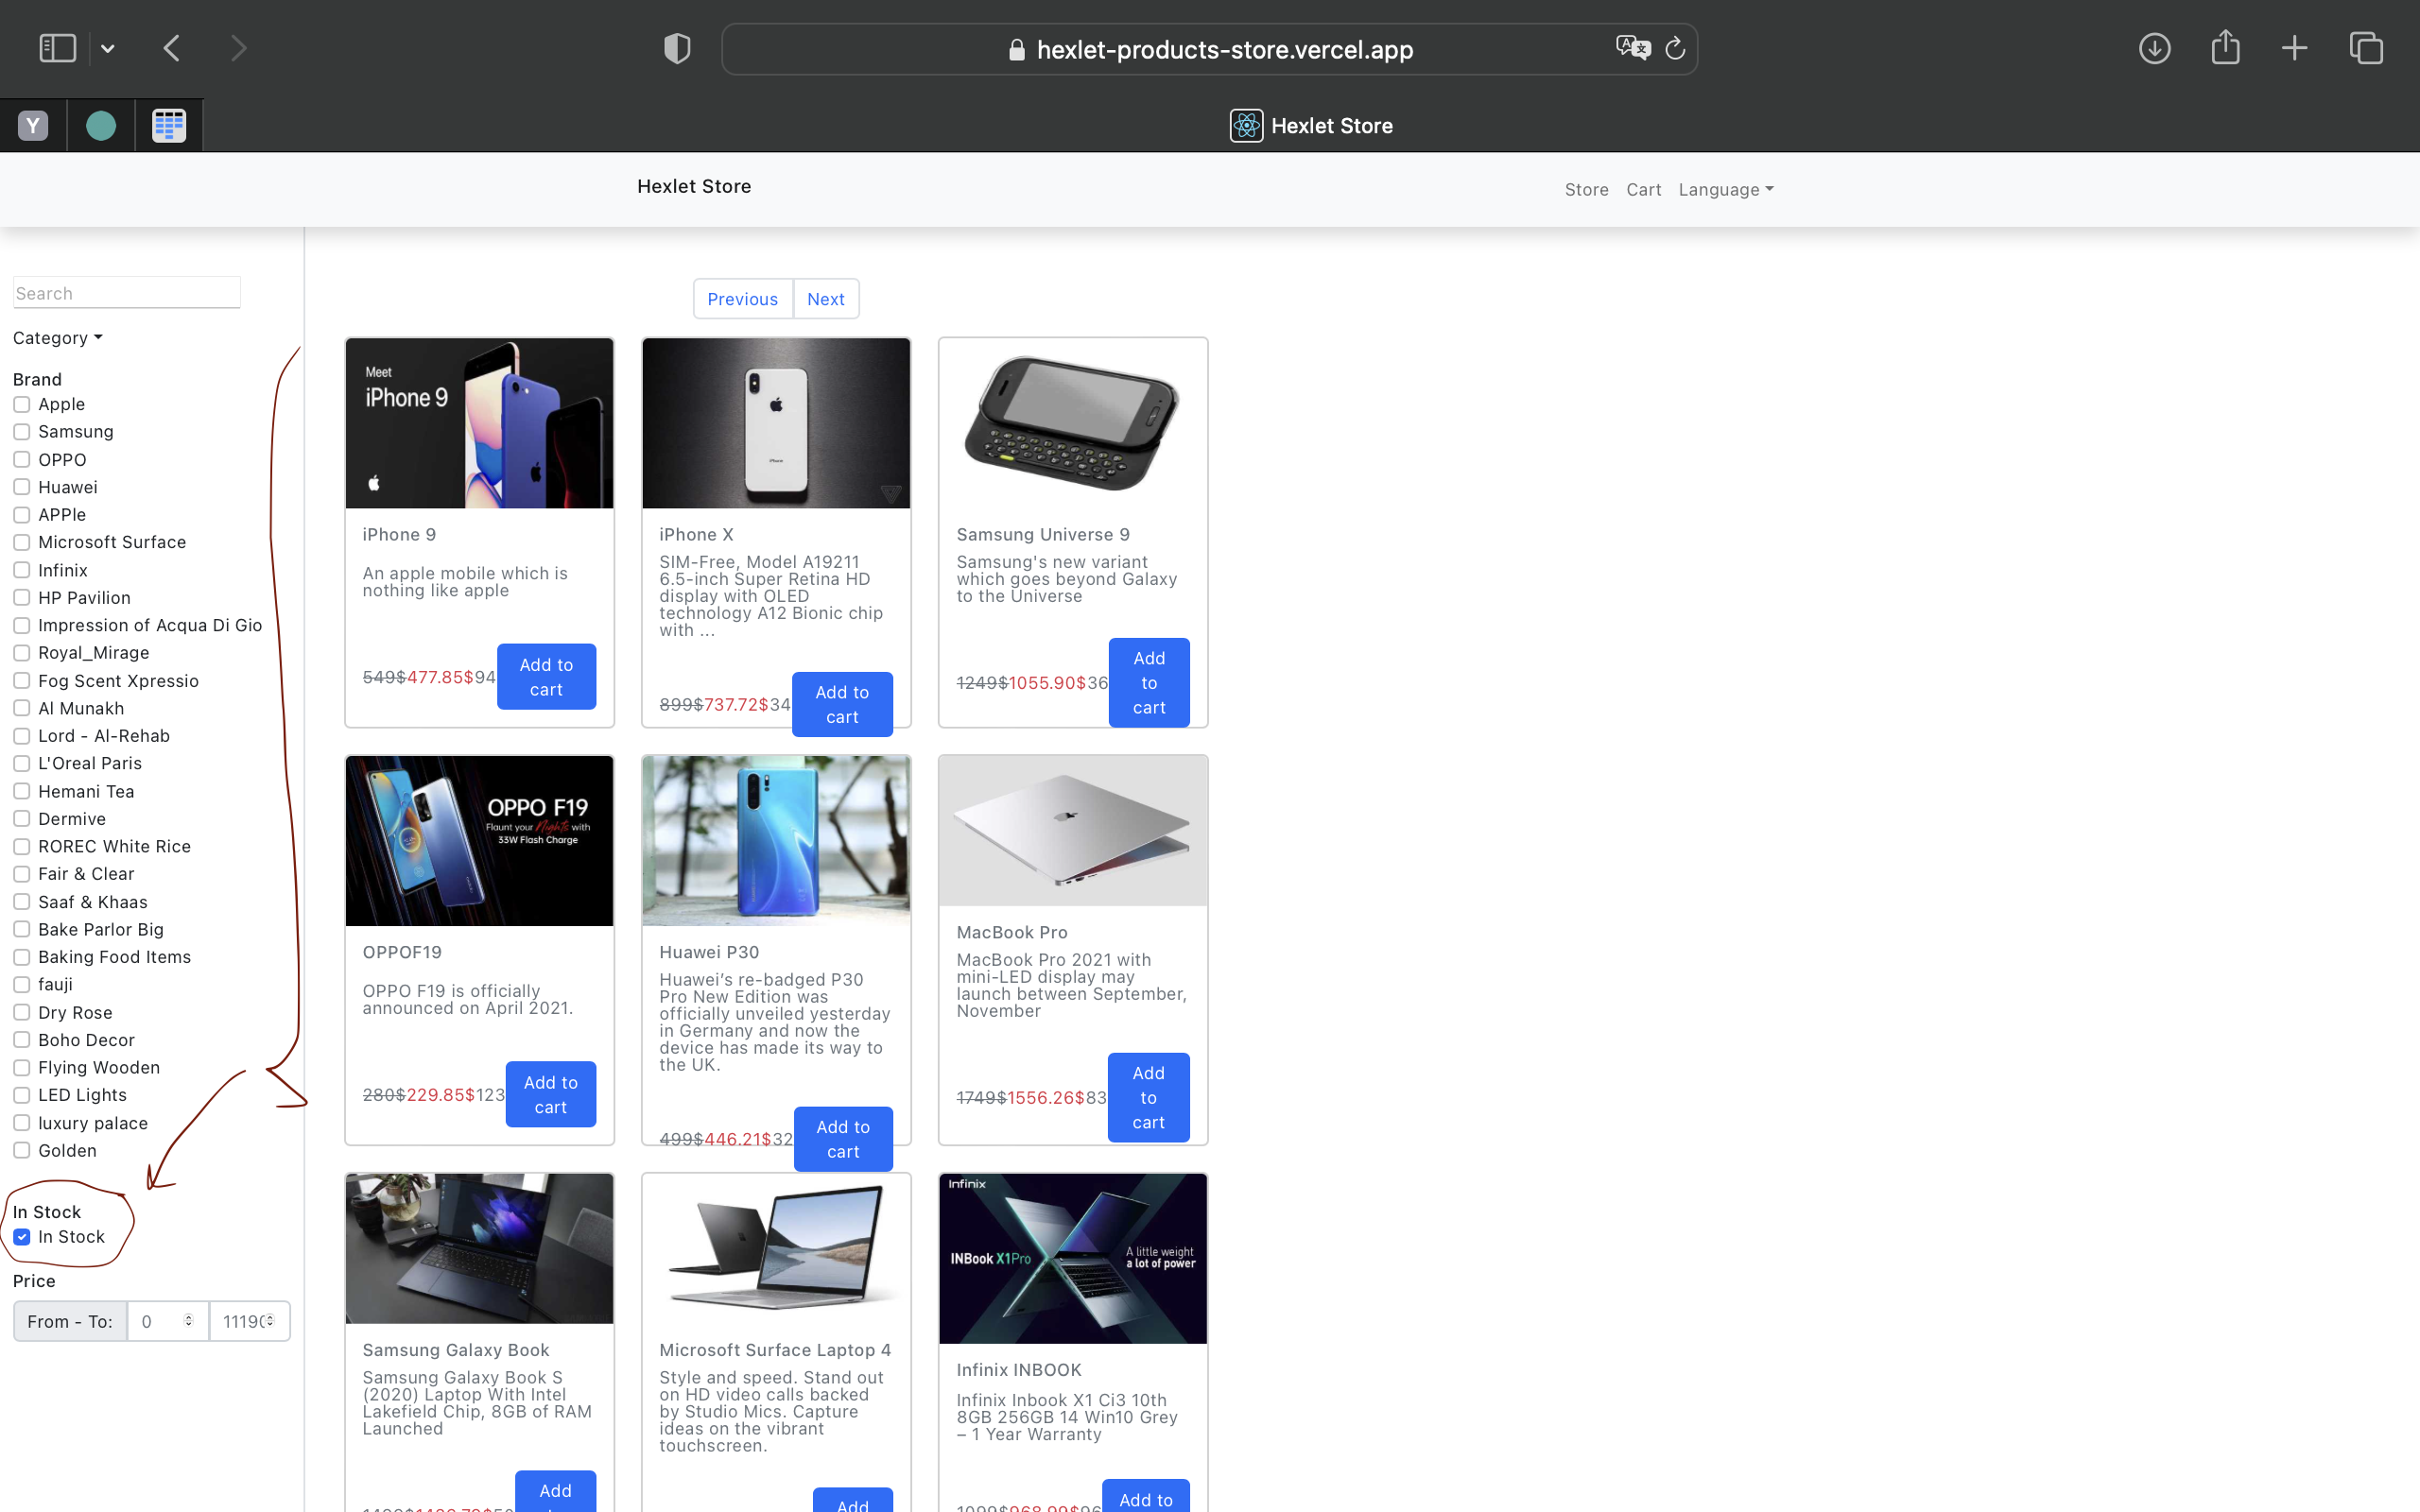 hexlet-products-store.vercel.app
Y
Hexlet Store
Hexlet Store
Store Cart Language
Search
Category
Brand
Apple
Samsung
OPPO
Huawei
APPle
Microsoft Surface
Infinix
HP Pavilion
Impression of Acqua Di Gio
Royal_Mirage
Fog Scent Xpressio
Al Munakh
Lord - Al-Rehab
L'Oreal Paris
Hemani Tea
Dermive
ROREC White Rice
Fair & Clear
Saaf & Khaas
Bake Parlor Big
Baking Food Items
fauji
Dry Rose
Boho Decor
Flying Wooden
LED Lights
luxury palace
Golden
In Stock
In Stock
Price
From - To: 0 1119
Previous Next
Meet
iPhone 9
iPhone 9
An apple mobile which is
nothing like apple
549$477.85$94
Add to
cart
iPhone X
SIM-Free, Model A19211
6.5-inch Super Retina HD
display with OLED
technology A12 Bionic chip
with ...
899$737.72$34
Add to
cart
Samsung Universe 9
Samsung's new variant
which goes beyond Galaxy
to the Universe
1249$1055.90$36
Add
to
cart
OPPO F19
Flaunt your Nights with
33W Flash Charge
OPPOF19
OPPO F19 is officially
announced on April 2021.
280$229.85$123
Add to
cart
Huawei P30
Huawei’s re-badged P30
Pro New Edition was
officially unveiled yesterday
in Germany and now the
device has made its way to
the UK.
499$446.21$32
Add to
cart
MacBook Pro
MacBook Pro 2021 with
mini-LED display may
launch between September,
November
1749$1556.26$83
Add
to
cart
Samsung Galaxy Book
Samsung Galaxy Book S
(2020) Laptop With Intel
Lakefield Chip, 8GB of RAM
Launched
Add
Microsoft Surface Laptop 4
Style and speed. Stand out
on HD video calls backed
by Studio Mics. Capture
ideas on the vibrant
touchscreen.
Add
Infinix
INBook X1Pro
A little weight
a lot of power
Infinix INBOOK
Infinix Inbook X1 Ci3 10th
8GB 256GB 14 Win10 Grey
– 1 Year Warranty
Add to